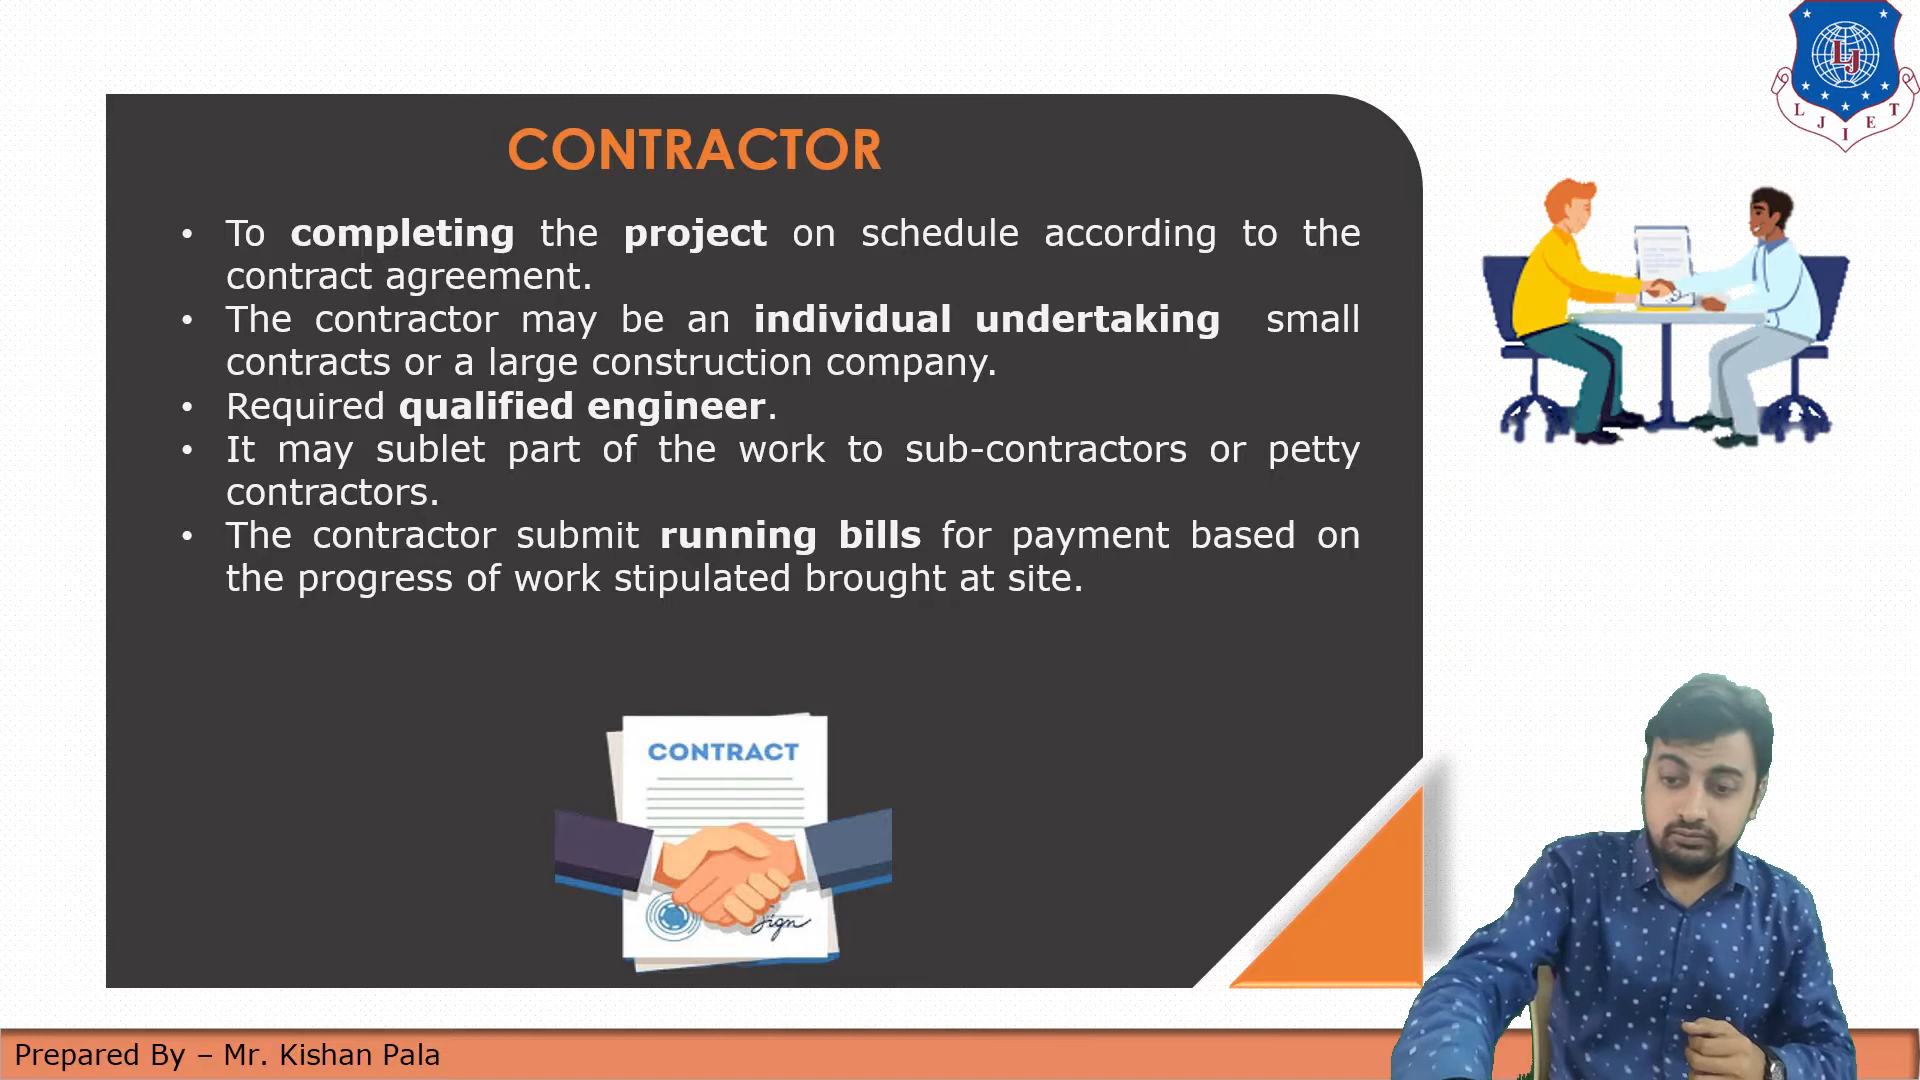 LJ
L J I E T
CONTRACTOR
• To completing the project on schedule according to the
contract agreement.
• The contractor may be an individual undertaking small
contracts or a large construction company.
• Required qualified engineer.
• It may sublet part of the work to sub-contractors or petty
contractors.
• The contractor submit running bills for payment based on
the progress of work stipulated brought at site.
CONTRACT
Sign
Prepared By – Mr. Kishan Pala